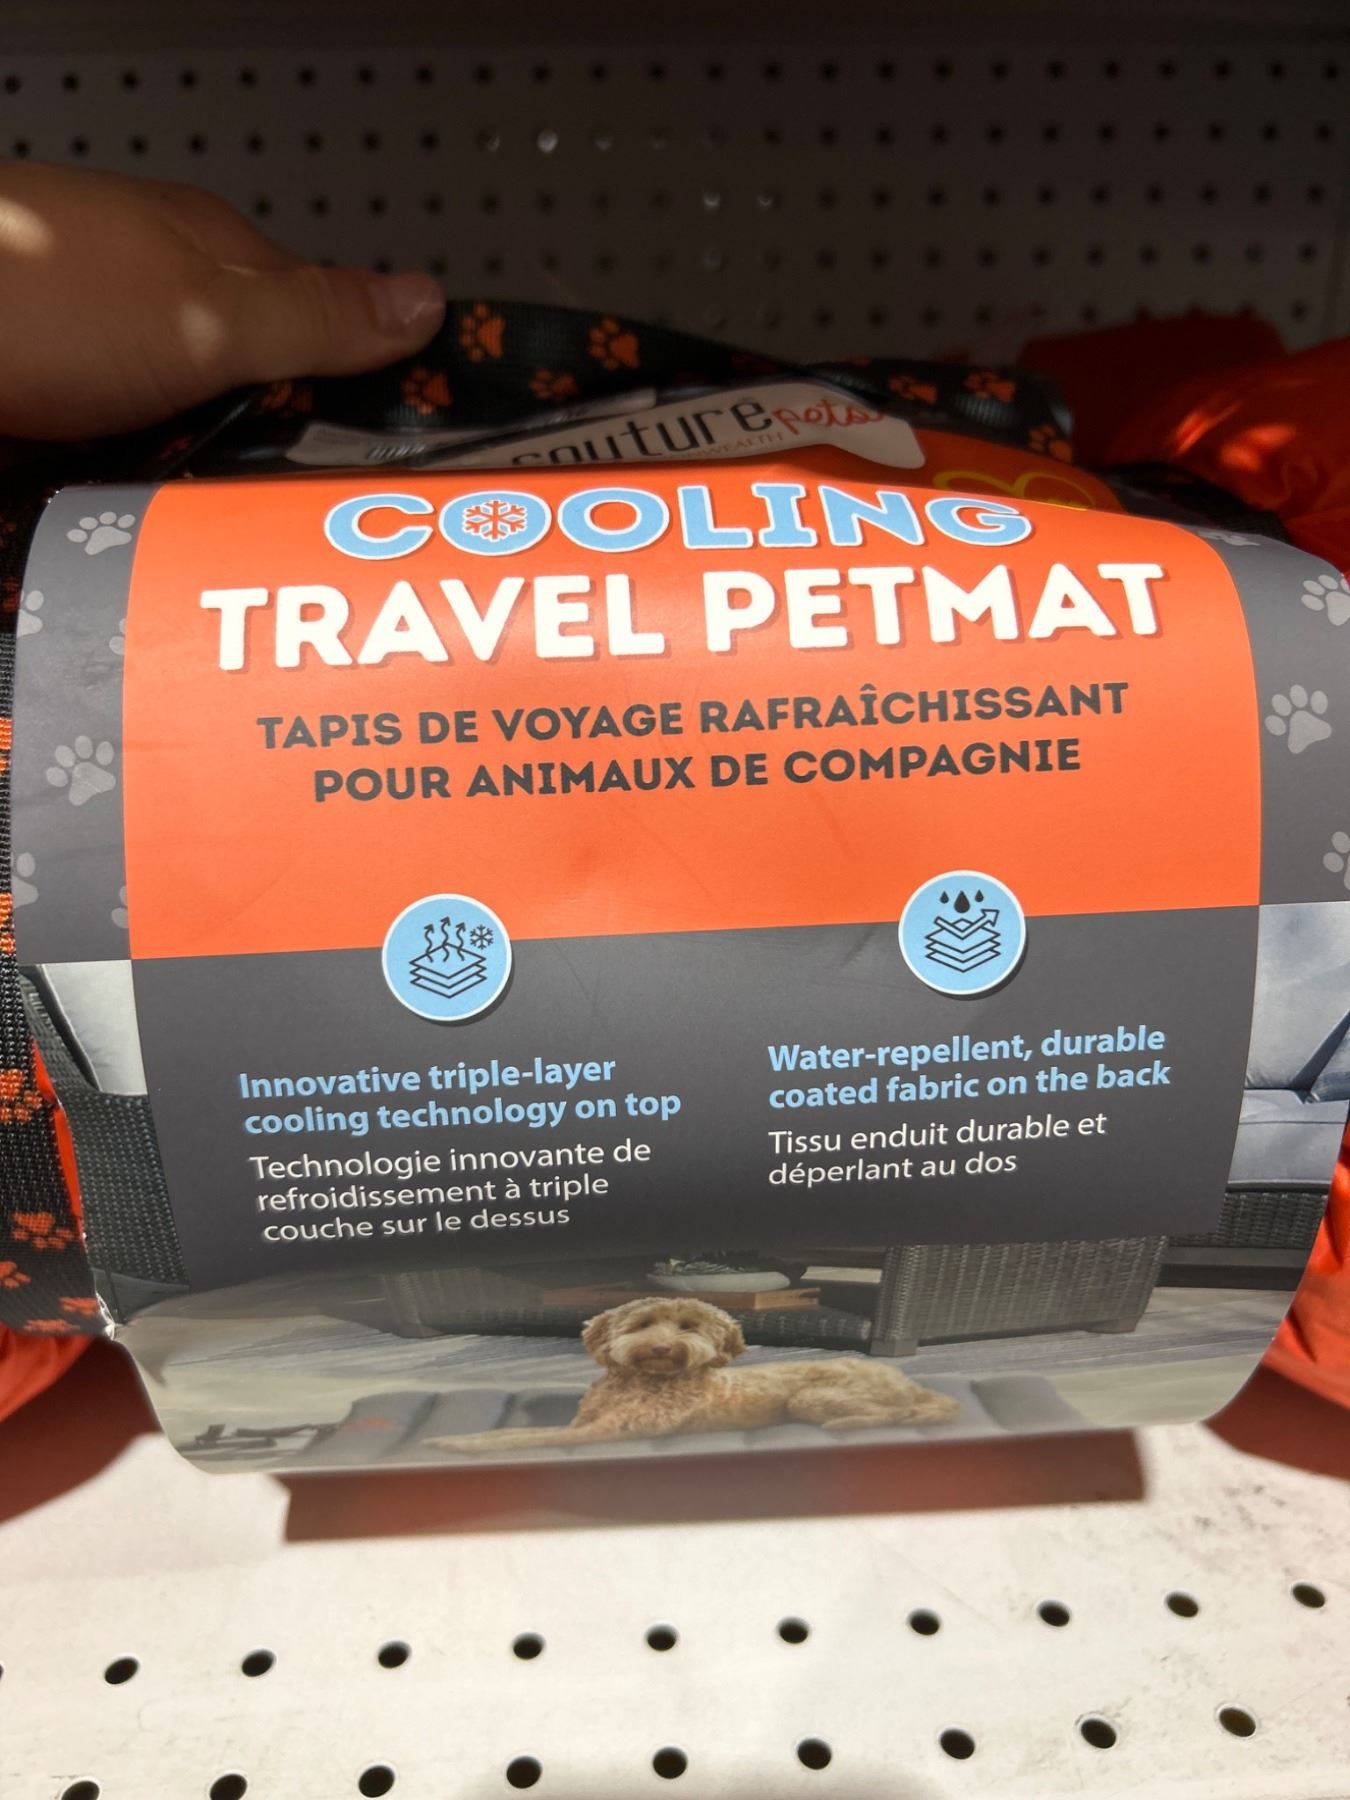 couture pets
COOLING
TRAVEL PETMAT
TAPIS DE VOYAGE RAFRAÎCHISSANT
POUR ANIMAUX DE COMPAGNIE
Innovative triple-layer
cooling technology on top
Technologie innovante de
refroidissement à triple
couche sur le dessus
Water-repellent, durable
coated fabric on the back
Tissu enduit durable et
déperlant au dos